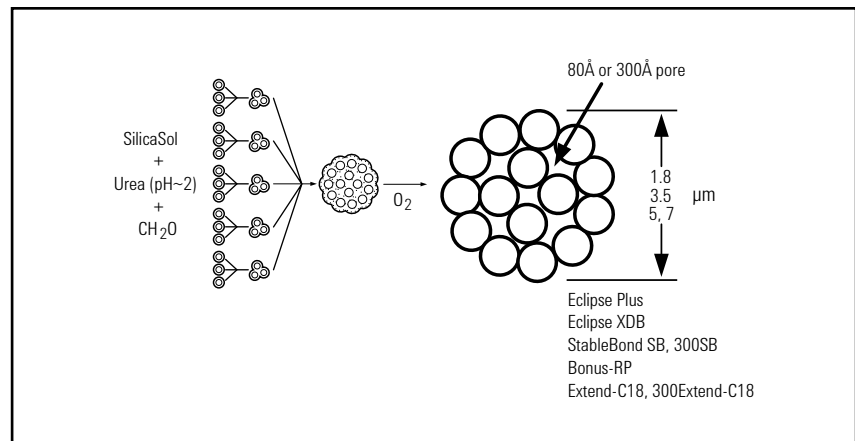 80Å or 300Å pore
SilicaSol
+
Urea (pH~2)
+
CH2O
O2
1.8
3.5
5, 7
µm
Eclipse Plus
Eclipse XDB
StableBond SB, 300SB
Bonus-RP
Extend-C18, 300Extend-C18